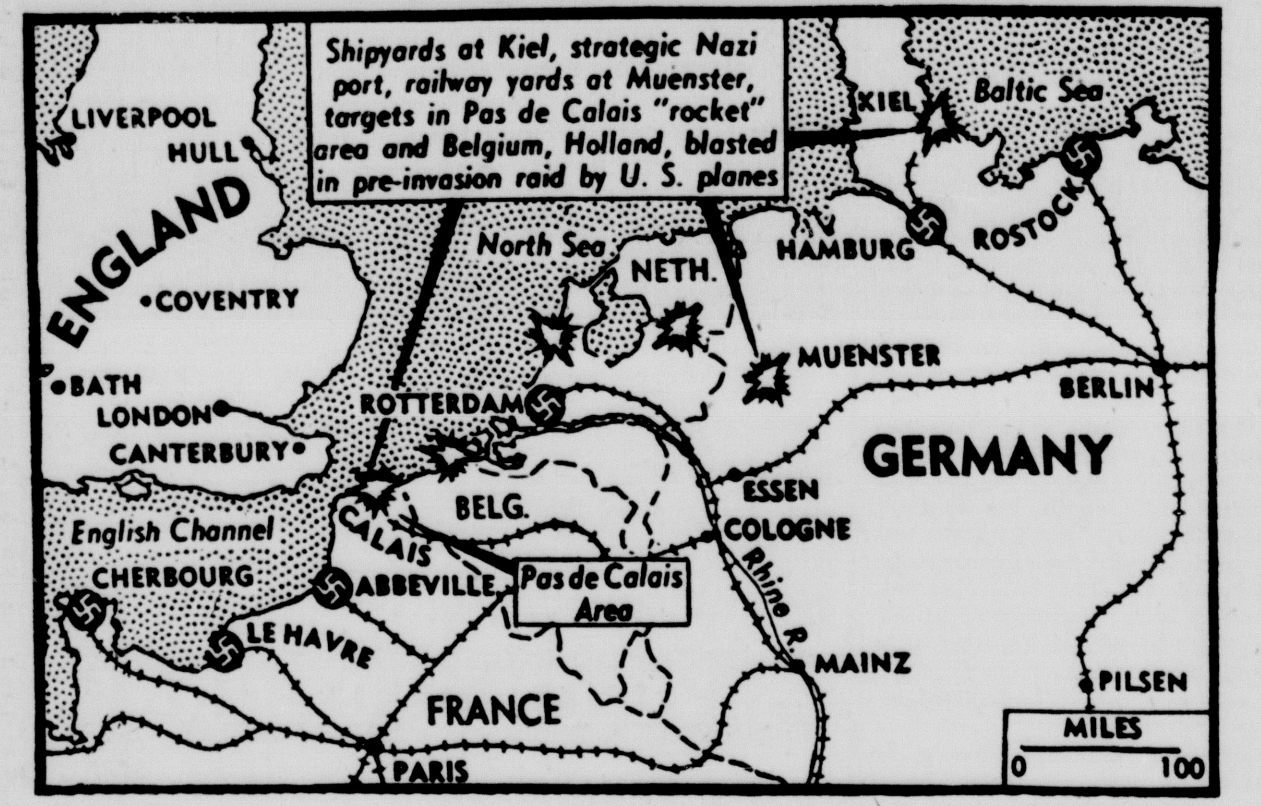 Shipyards at Kiel, strategic Nazi
port, railway yards at Muenster,
targets in Pas de Calais "rocket"
area and Belgium, Holland, blasted
in pre-invasion raid by U. S. planes
LIVERPOOL
HULL
ENGLAND
COVENTRY
BATH
LONDON
CANTERBURY
North Sea
NETH.
KIEL
Baltic Sea
HAMBURG
ROSTOCK
MUENSTER
BERLIN
ROTTERDAM
GERMANY
ESSEN
COLOGNE
BELG.
CALAIS
English Channel
CHERBOURG
ABBEVILLE
Pas de Calais
Area
Rhine R.
LE HAVRE
MAINZ
PILSEN
FRANCE
PARIS
MILES
0 100